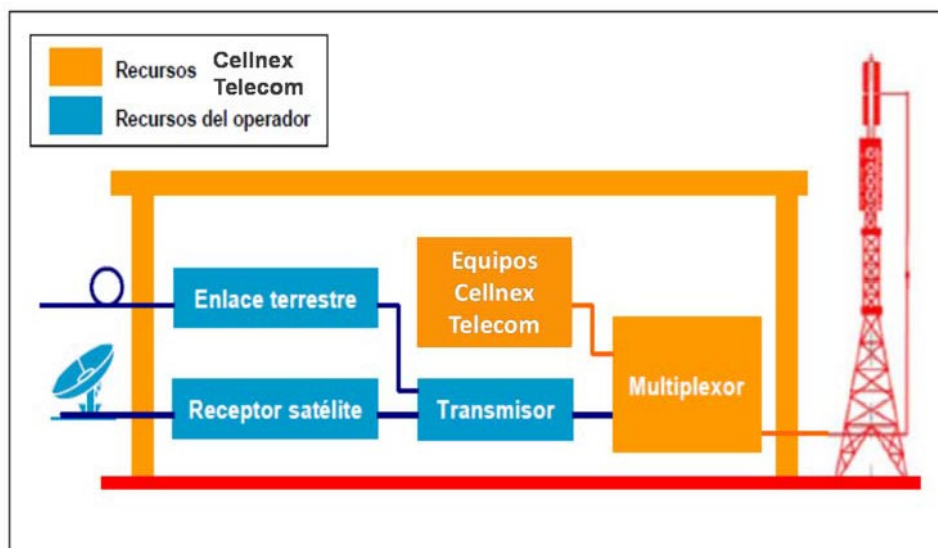 Recursos Cellnex
Telecom
Recursos del operador
Equipos
Cellnex
Telecom
Enlace terrestre
Multiplexor
Receptor satélite
Transmisor